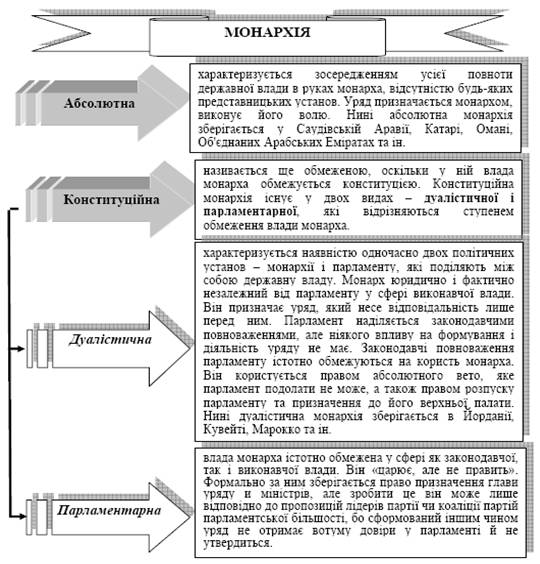 МОНАРХІЯ
Абсолютна
характеризується зосередженням усієї повноти
державної влади в руках монарха, відсутністю будь-яких
представницьких установ. Уряд призначається монархом,
виконує його волю. Нині абсолютна монархія
зберігається у Саудівській Аравії, Катарі, Омані,
Об'єднаних Арабських Еміратах та ін.
Конституційна
називається ще обмеженою, оскільки у ній влада
монарха обмежується конституцією. Конституційна
монархія існує у двох видах – дуалістичної і
парламентарної, які відрізняються ступенем
обмеження влади монарха.
Дуалістична
характеризується наявністю одночасно двох політичних
установ – монархії і парламенту, які поділяють між
собою державну владу. Монарх юридично і фактично
незалежний від парламенту у сфері виконавчої влади.
Він призначає уряд, який несе відповідальність лише
перед ним. Парламент наділяється законодавчими
повноваженнями, але ніякого впливу на формування і
діяльність уряду не має. Законодавчі повноваження
парламенту істотно обмежуються на користь монарха.
Він користується правом абсолютного вето, яке
парламент подолати не може, а також правом розпуску
парламенту та призначення до його верхньої палати.
Нині дуалістична монархія зберігається в Йорданії,
Кувейті, Марокко та ін.
Парламентарна
влада монарха істотно обмежена у сфері як законодавчої,
так і виконавчої влади. Він «царює, але не править».
Формально за ним зберігається право призначення глави
уряду и міністрів, але зробити це він може лише
відповідно до пропозицій лідерів партії чи коаліції партій
парламентської більшості, бо сформований іншим чином
уряд не отримає вотуму довіри у парламенті й не
утвердиться.